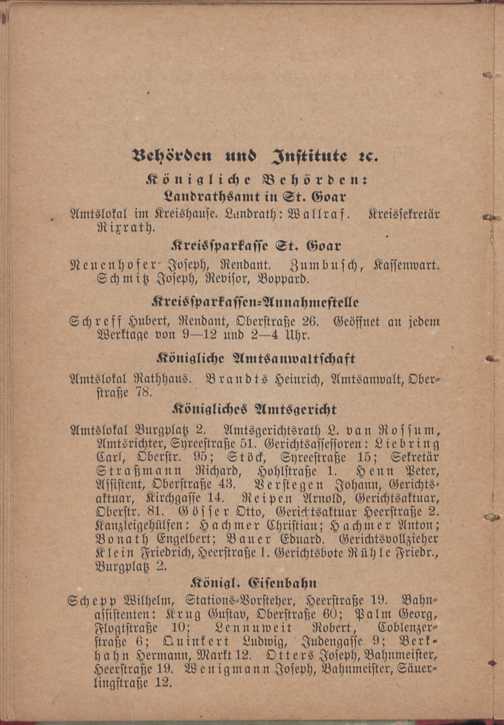 Behörden und Institute ꝛc.
Königliche Behörden:
Landrathsamt in St. Goar
Amtslokal im Kreishause. Landrath: Wallraf. Kreissekretär
Rixrath.
Kreissparkasse St. Goar
Neuenhofer Joseph, Rendant. Zumbusch, Kassenwart.
Schmitz Joseph, Revisor, Boppard.
Kreissparkassen-Annahmestelle
Schreff Hubert, Rendant, Oberstraße 26. Geöffnet an jedem
Werktage von 9—12 und 2—4 Uhr.
Königliche Amtsanwaltschaft
Amtslokal Rathhaus. Brandts Heinrich, Amtsanwalt, Ober-
straße 78.
Königliches Amtsgericht
Amtslokal Burgplatz 2. Amtsgerichtsrath L. van Rossum,
Amtsrichter, Syreestraße 51. Gerichtsassessoren: Liebring
Carl, Oberstr. 95; Stöck, Syreestraße 15; Sekretär
Straßmann Richard, Hohlstraße 1. Henn Peter,
Assistent, Oberstraße 43. Verstegen Johann, Gerichts-
aktuar, Kirchgasse 14. Reipen Arnold, Gerichtsaktuar,
Oberstr. 81. Gösser Otto, Gerichtsaktuar Heerstraße 2.
Kanzleigehülfen: Hachmer Christian; Hachmer Anton;
Bonath Engelbert; Bauer Eduard. Gerichtsvollzieher
Klein Friedrich, Heerstraße 1. Gerichtsbote Rühle Friedr.,
Burgplatz 2.
Königl. Eisenbahn
Schepp Wilhelm, Stations-Vorsteher, Heerstraße 19. Bahn-
assistenten: Krug Gustav, Oberstraße 60; Palm Georg,
Flogtstraße 10; Lennuweit Robert, Coblenzer-
straße 6; Quinkert Ludwig, Judengasse 9; Berk-
hahn Hermann, Markt 12. Otters Joseph, Bahnmeister,
Heerstraße 19. Wenigmann Joseph, Bahnmeister, Säuer-
lingstraße 12.